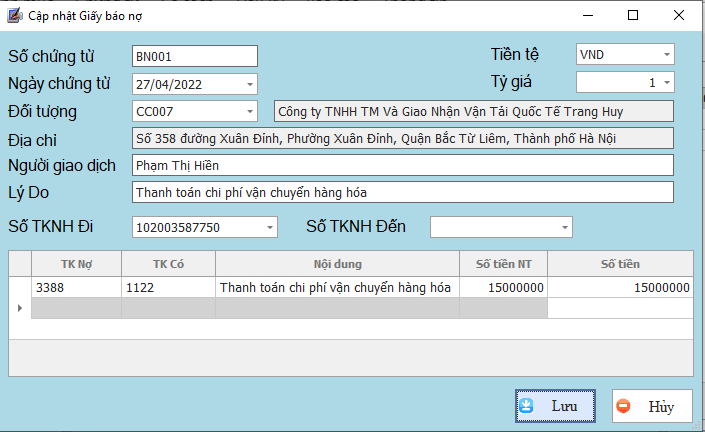 Cập nhật Giấy báo nợ
Số chứng từ BN001 Tiền tệ VND
Ngày chứng từ 27/04/2022 Tỷ giá 1
Đối tượng CC007 Công ty TNHH TM Và Giao Nhận Vận Tải Quốc Tế Trang Huy
Địa chỉ Số 358 đường Xuân Đỉnh, Phường Xuân Đỉnh, Quận Bắc Từ Liêm, Thành phố Hà Nội
Người giao dịch Phạm Thị Hiền
Lý Do Thanh toán chi phí vận chuyển hàng hóa
Số TKNH Đi 102003587750 Số TKNH Đến
TK Nợ TK Có Nội dung Số tiền NT Số tiền
3388 1122 Thanh toán chi phí vận chuyển hàng hóa 15000000 15000000
Lưu Hủy